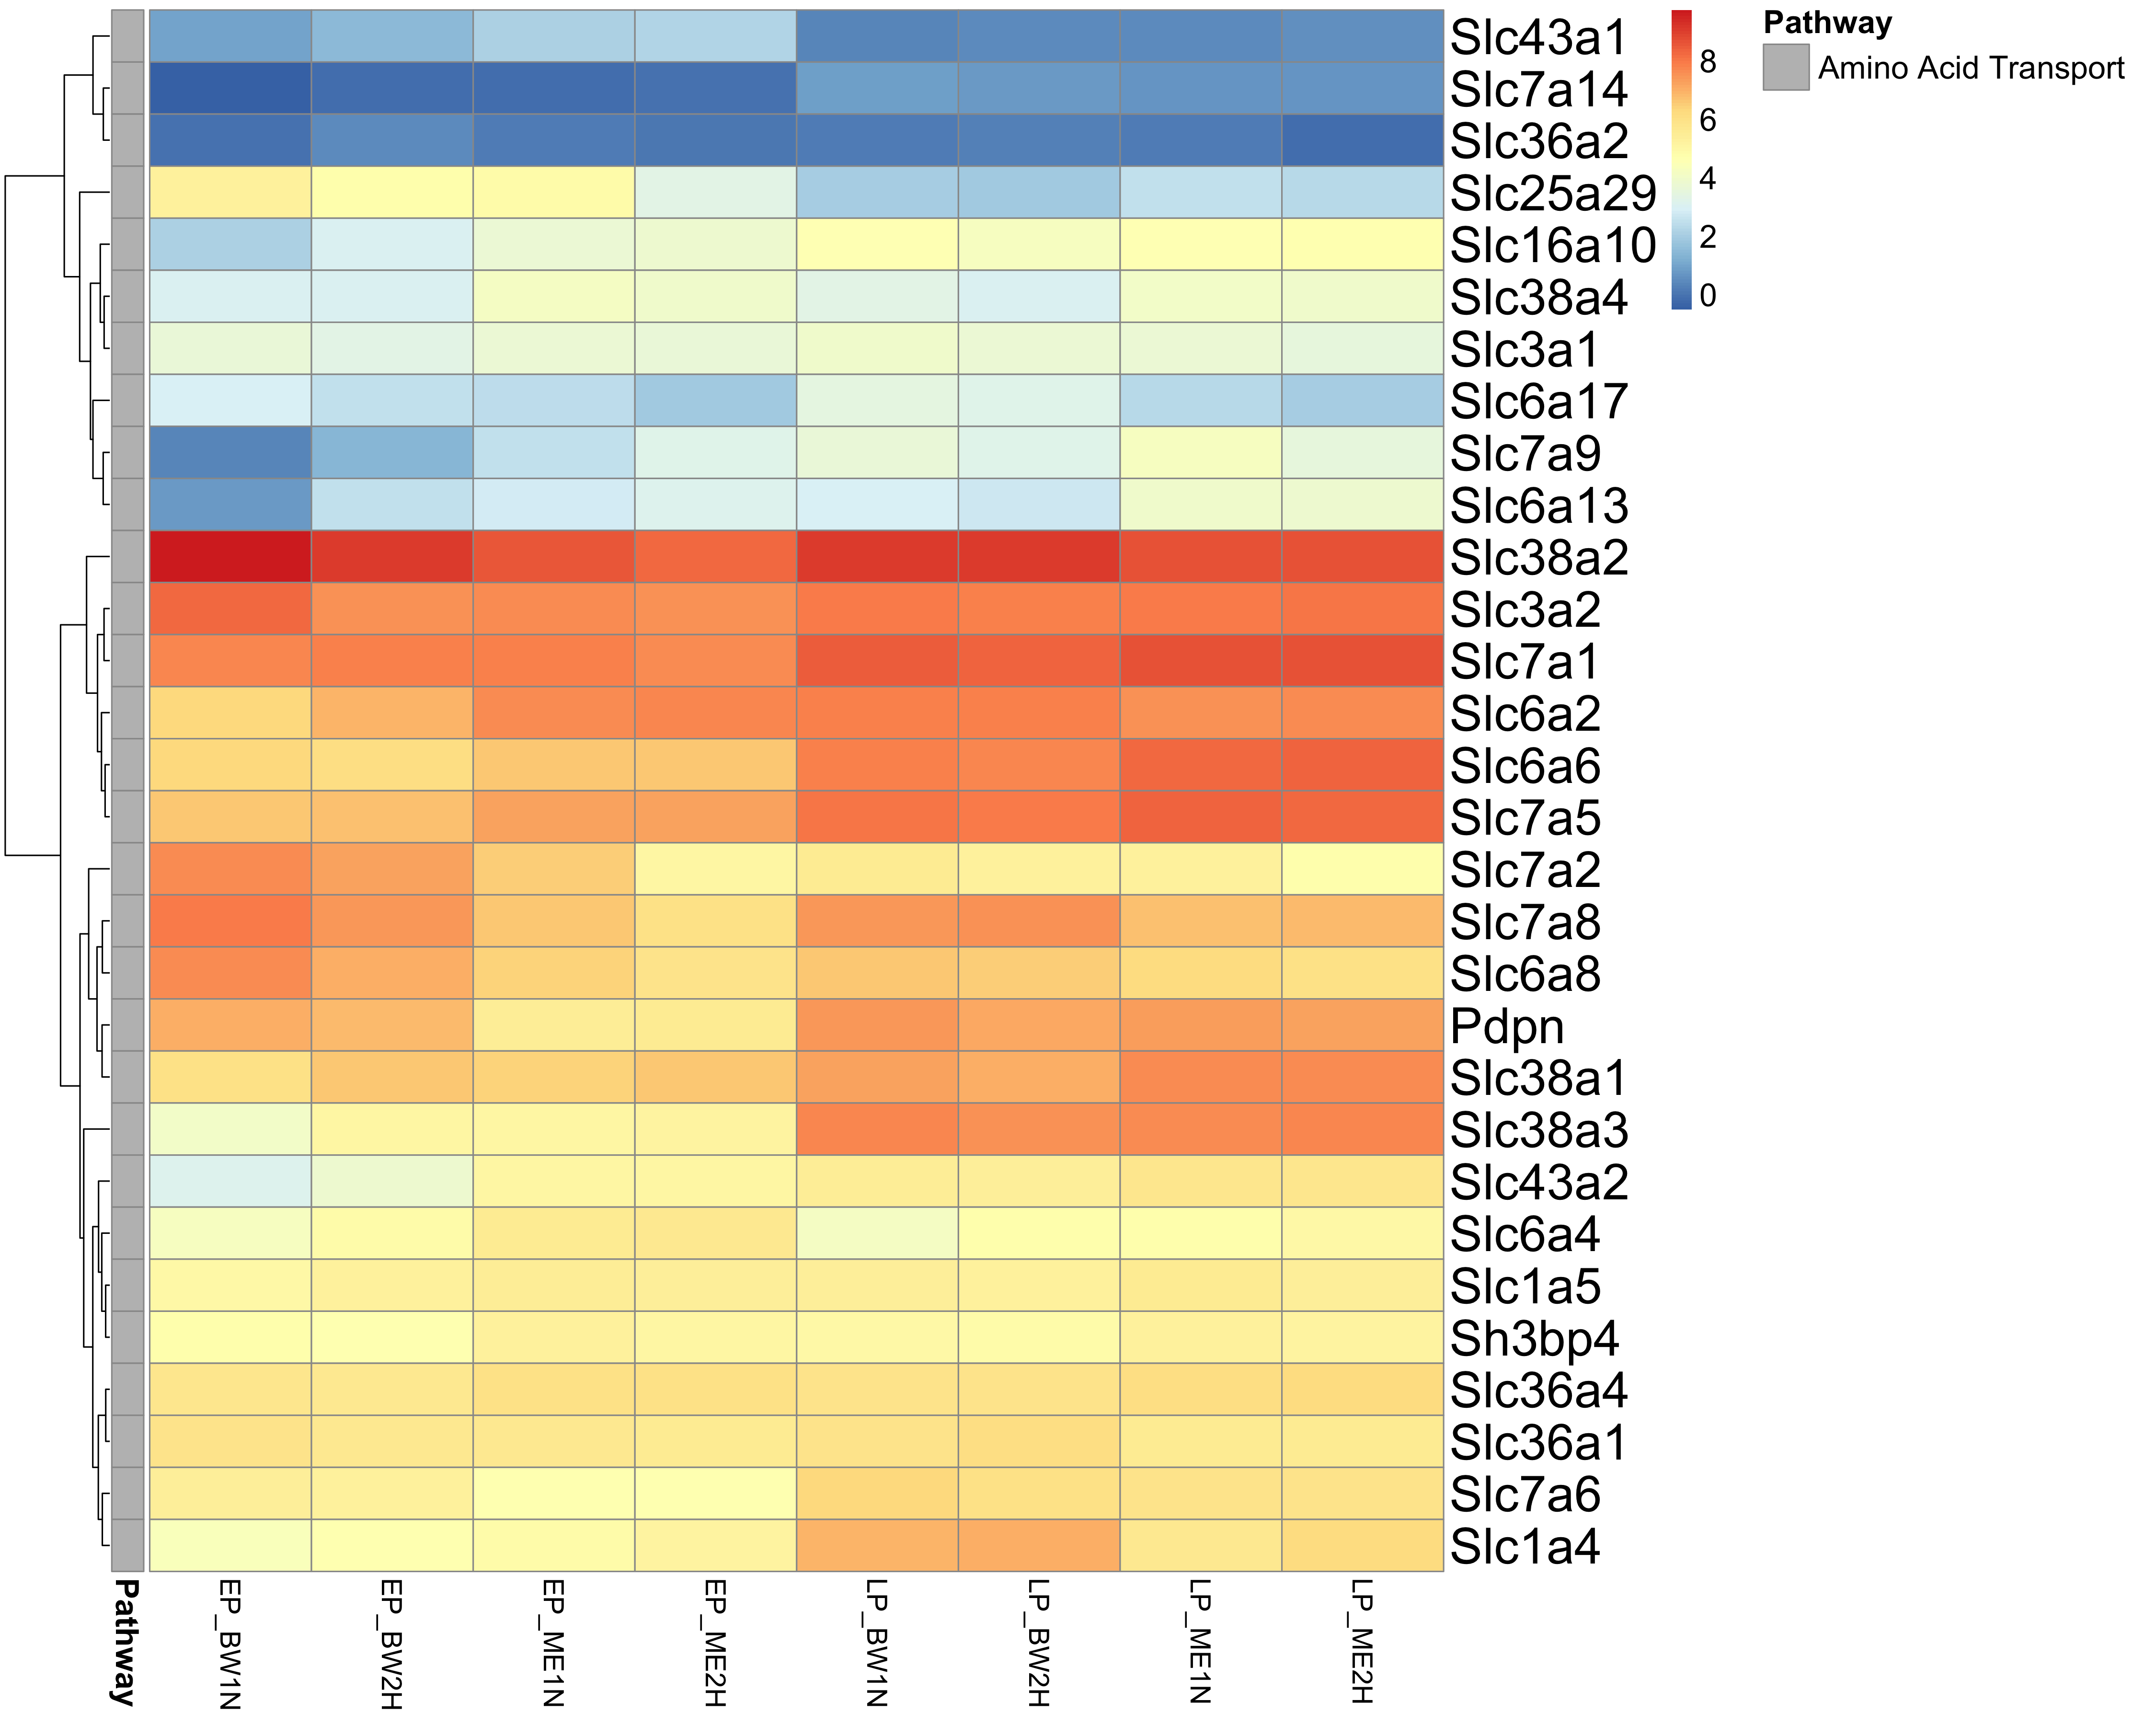 Slc43a1
Slc7a14
Slc36a2
Slc25a29
Slc16a10
Slc38a4
Slc3a1
Slc6a17
Slc7a9
Slc6a13
Slc38a2
Slc3a2
Slc7a1
Slc6a2
Slc6a6
Slc7a5
Slc7a2
Slc7a8
Slc6a8
Pdpn
Slc38a1
Slc38a3
Slc43a2
Slc6a4
Slc1a5
Sh3bp4
Slc36a4
Slc36a1
Slc7a6
Slc1a4
8
6
4
2
0
Pathway
Amino Acid Transport
Pathway
EP_BW1N
EP_BW2H
EP_ME1N
EP_ME2H
LP_BW1N
LP_BW2H
LP_ME1N
LP_ME2H